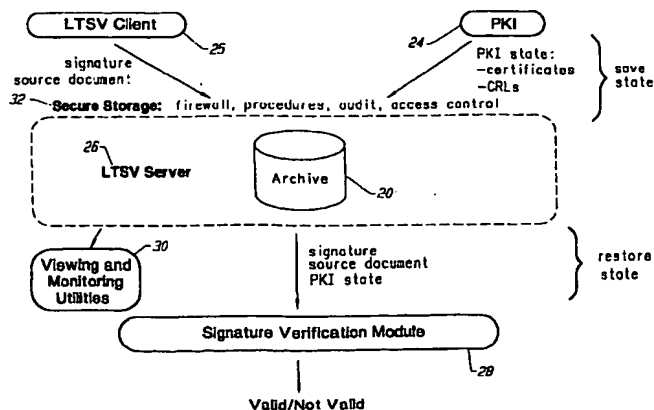 LTSV Client
25
24
PKI
signature
source document
PKI state:
-certificates
-CRLs
save
state
32
Secure Storage: firewall, procedures, audit, access control
26
LTSV Server
Archive
20
30
Viewing and
Monitoring
Utilities
signature
source document
PKI state
restore
state
Signature Verification Module
28
Valid/Not Valid